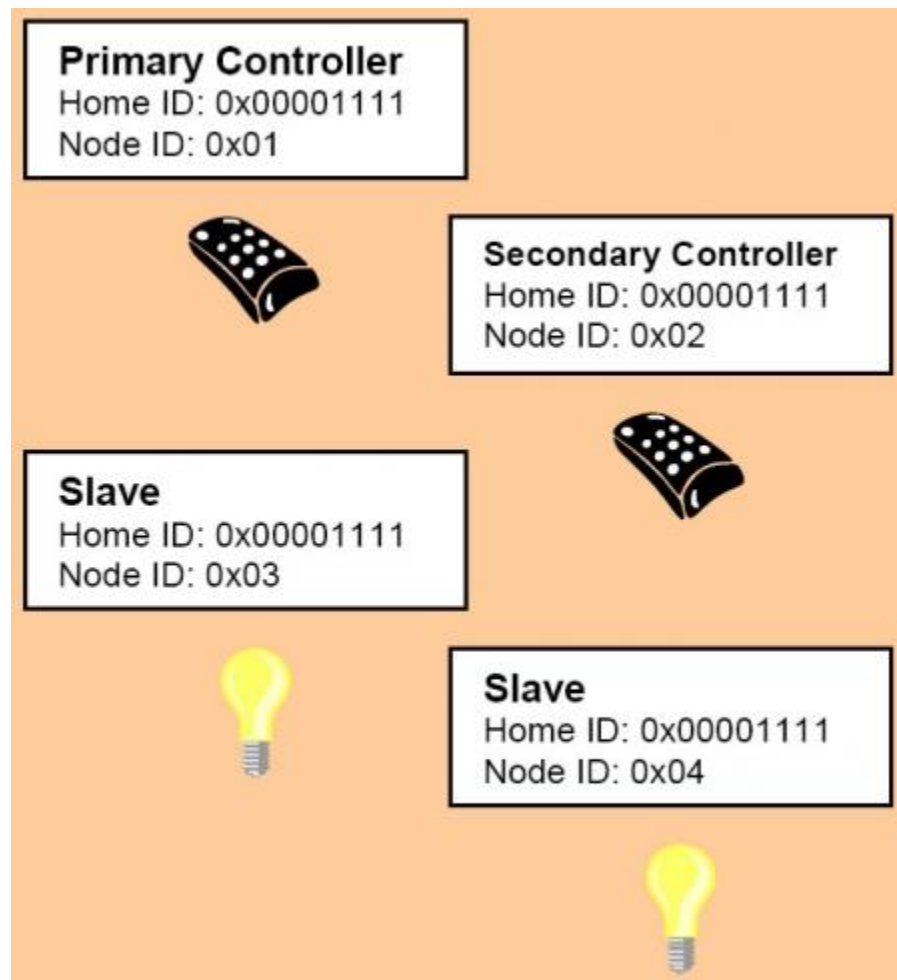 Primary Controller
Home ID: 0x00001111
Node ID: 0x01
Secondary Controller
Home ID: 0x00001111
Node ID: 0x02
Slave
Home ID: 0x00001111
Node ID: 0x03
Slave
Home ID: 0x00001111
Node ID: 0x04